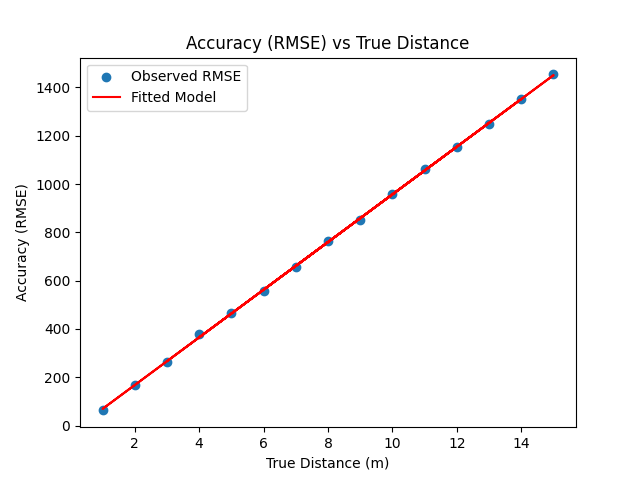 Accuracy (RMSE) vs True Distance
Observed RMSE
Fitted Model
1400
1200
1000
800
600
400
200
0
Accuracy (RMSE)
2 4 6 8 10 12 14
True Distance (m)